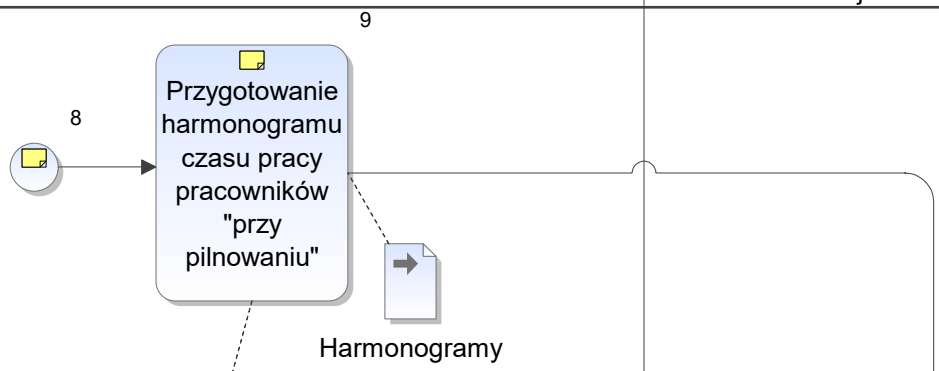 9
8
Przygotowanie
harmonogramu
czasu pracy
pracowników
"przy
pilnowaniu"
Harmonogramy